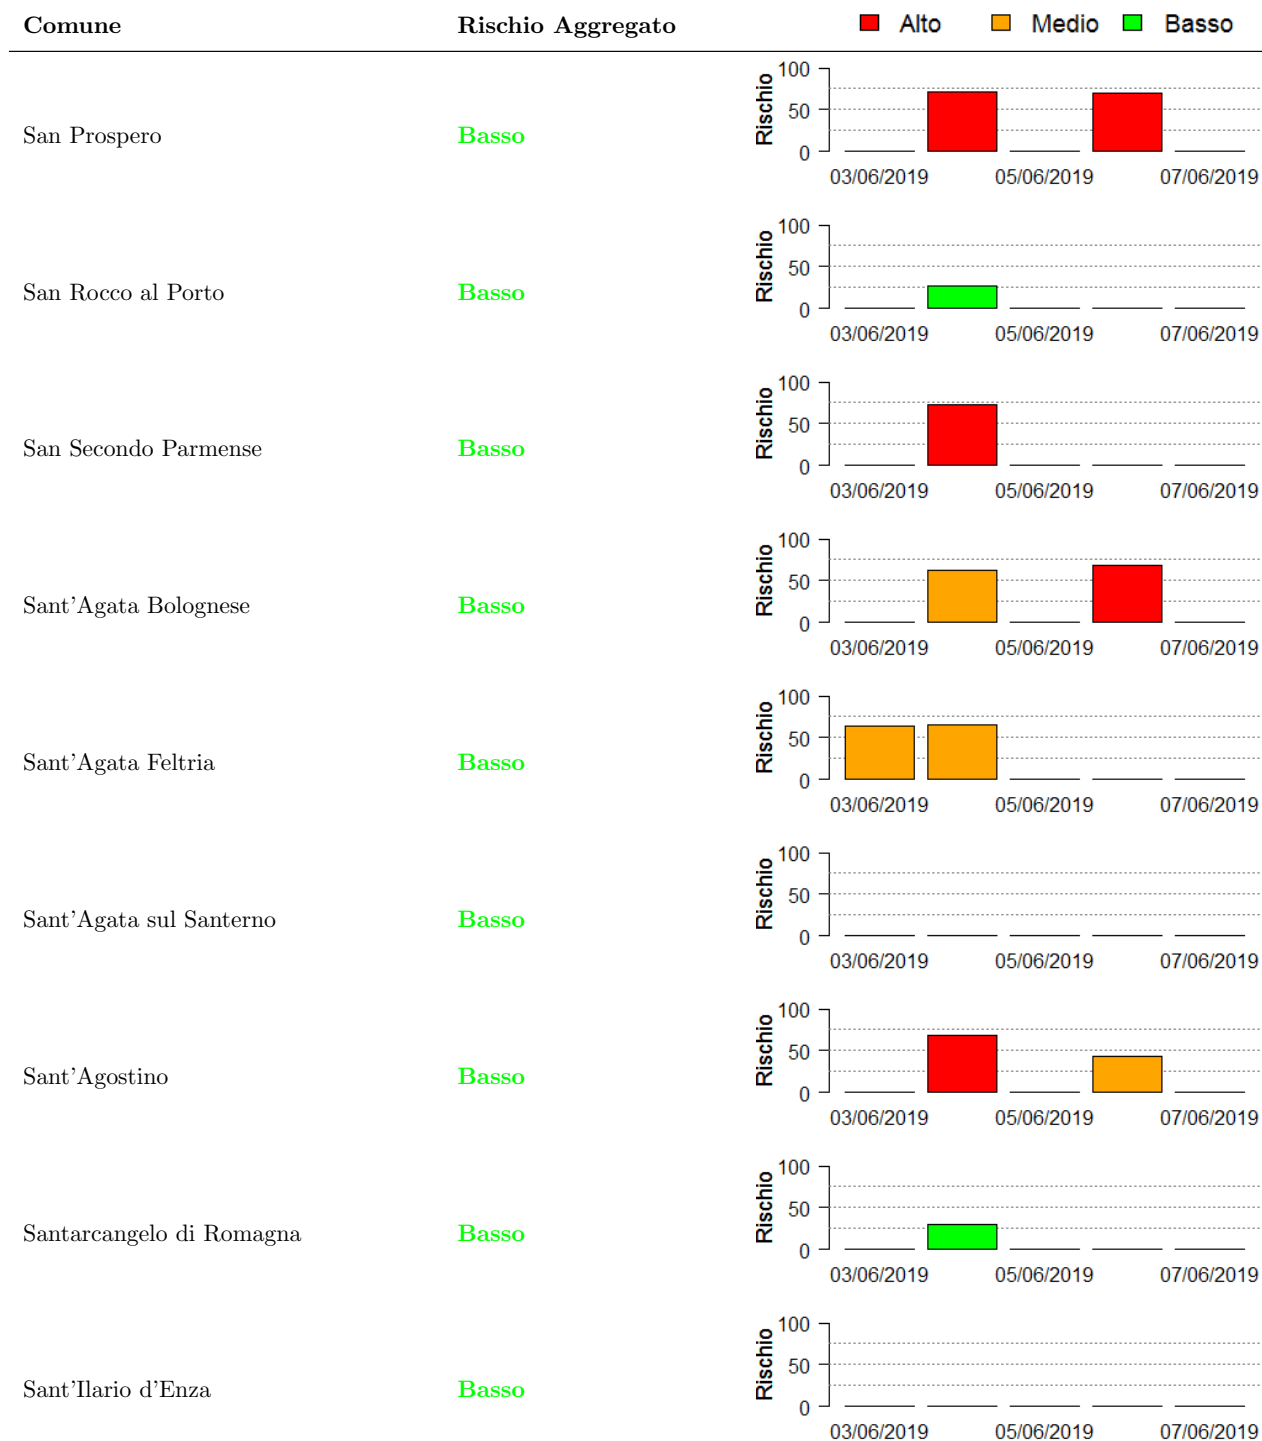 Comune Rischio Aggregato Alto Medio Basso
San Prospero Basso Rischio 100 50 0
03/06/2019 05/06/2019 07/06/2019
San Rocco al Porto Basso Rischio 100 50 0
03/06/2019 05/06/2019 07/06/2019
San Secondo Parmense Basso Rischio 100 50 0
03/06/2019 05/06/2019 07/06/2019
Sant'Agata Bolognese Basso Rischio 100 50 0
03/06/2019 05/06/2019 07/06/2019
Sant'Agata Feltria Basso Rischio 100 50 0
03/06/2019 05/06/2019 07/06/2019
Sant'Agata sul Santerno Basso Rischio 100 50 0
03/06/2019 05/06/2019 07/06/2019
Sant'Agostino Basso Rischio 100 50 0
03/06/2019 05/06/2019 07/06/2019
Santarcangelo di Romagna Basso Rischio 100 50 0
03/06/2019 05/06/2019 07/06/2019
Sant'Ilario d'Enza Basso Rischio 100 50 0
03/06/2019 05/06/2019 07/06/2019